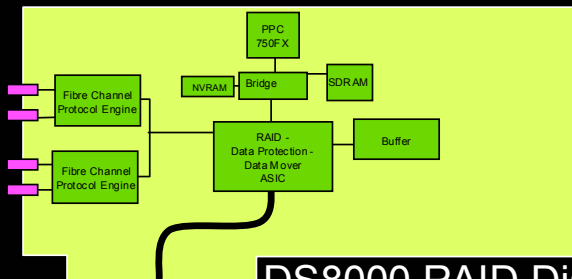 PPC
750FX
NVRAM
Bridge
SDRAM
Fibre Channel
Protocol Engine
RAID -
Data Protection -
Data Mover
ASIC
Buffer
Fibre Channel
Protocol Engine
DS8000 RAID Di